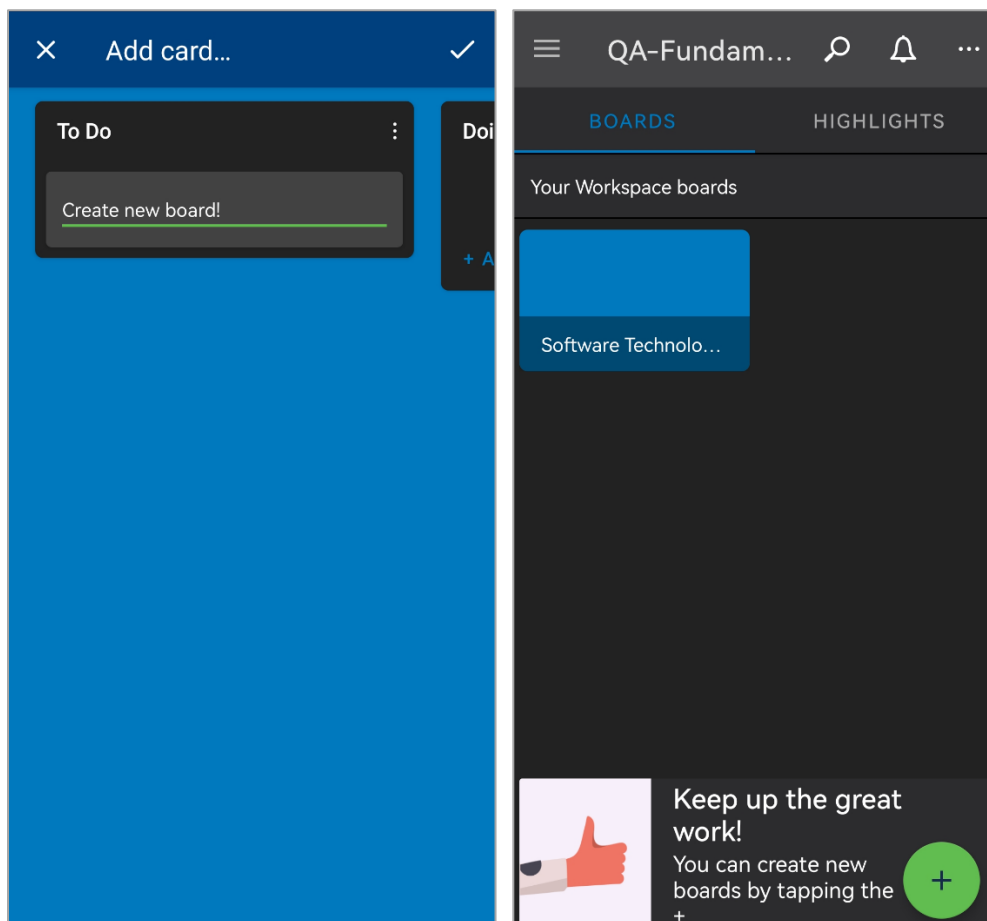 Add card...
To Do
Doi
Create new board!
+ A
QA-Fundam...
BOARDS
HIGHLIGHTS
Your Workspace boards
Software Technolo...
Keep up the great
work!
You can create new
boards by tapping the
+